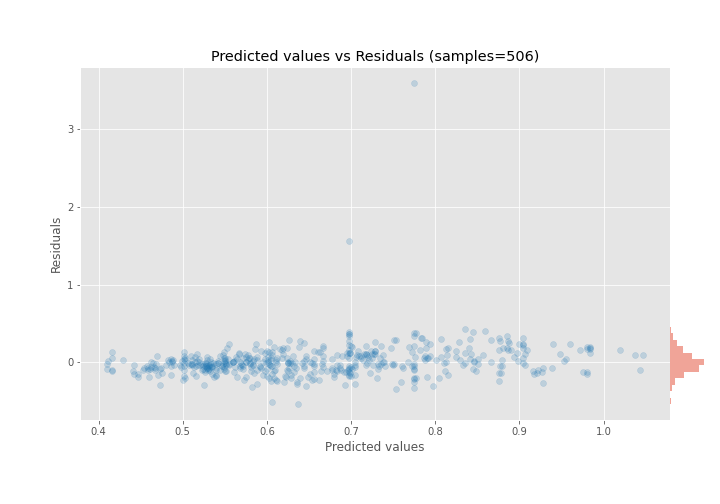 Predicted values vs Residuals (samples=506)
3
2
1
0
Residuals
0.4 0.5 0.6 0.7 0.8 0.9 1.0
Predicted values